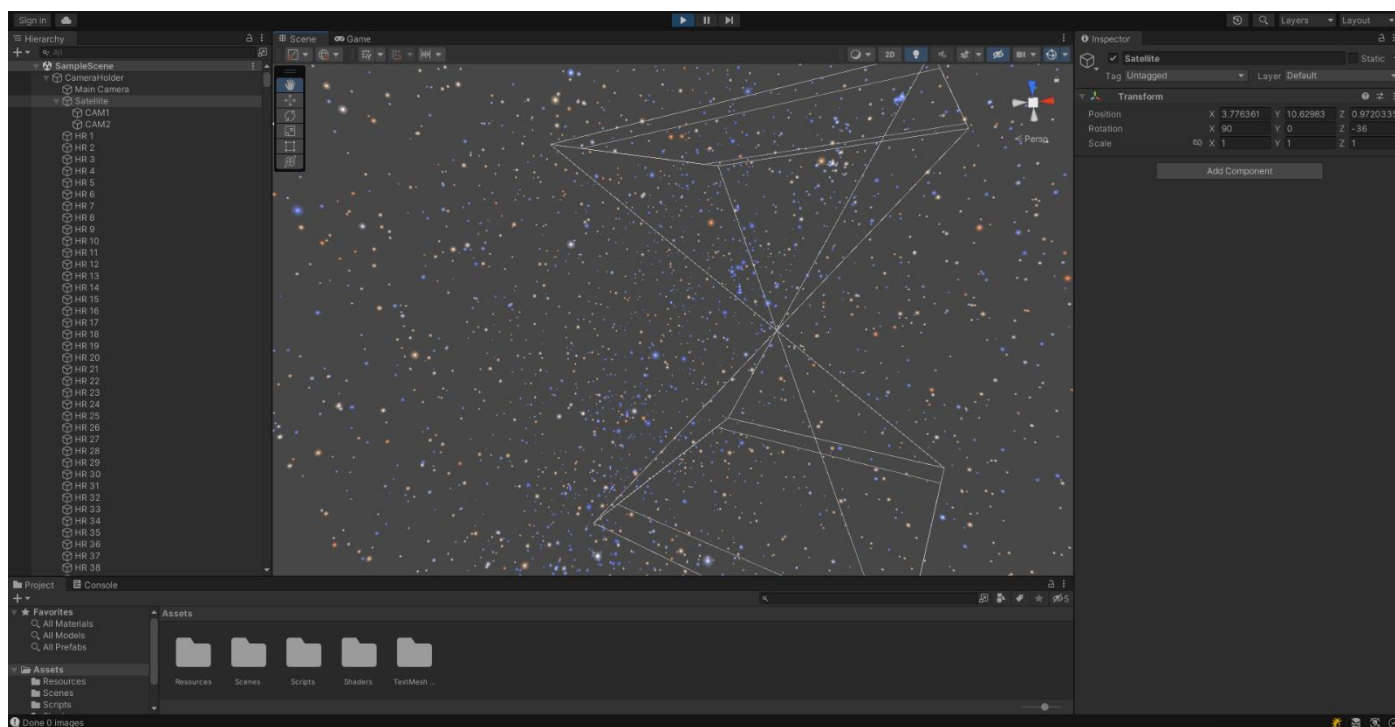 Sign in
Layers
Layout
Hierarchy
Scene
Game
Inspector
All
2D
Satellite
Static
SampleScene
CameraHolder
Tag Untagged
Layer Default
Main Camera
Satellite
Transform
CAM1
Position X 3.776361 Y 10.62983 Z 0.9720335
CAM2
Rotation X 90 Y 0 Z -36
HR 1
Persp
Scale X 1 Y 1 Z 1
HR 2
HR 3
HR 4
Add Component
HR 5
HR 6
HR 7
HR 8
HR 9
HR 10
HR 11
HR 12
HR 13
HR 14
HR 15
HR 16
HR 17
HR 18
HR 19
HR 20
HR 21
HR 22
HR 23
HR 24
HR 25
HR 26
HR 27
HR 28
HR 29
HR 30
HR 31
HR 32
HR 33
HR 34
HR 35
HR 36
HR 37
HR 38
Project
Console
5
Favorites
Assets
All Materials
All Models
All Prefabs
Assets
Resources
Scenes
Scripts
Resources
Scenes
Scripts
Shaders
TextMesh ...
Done 0 images